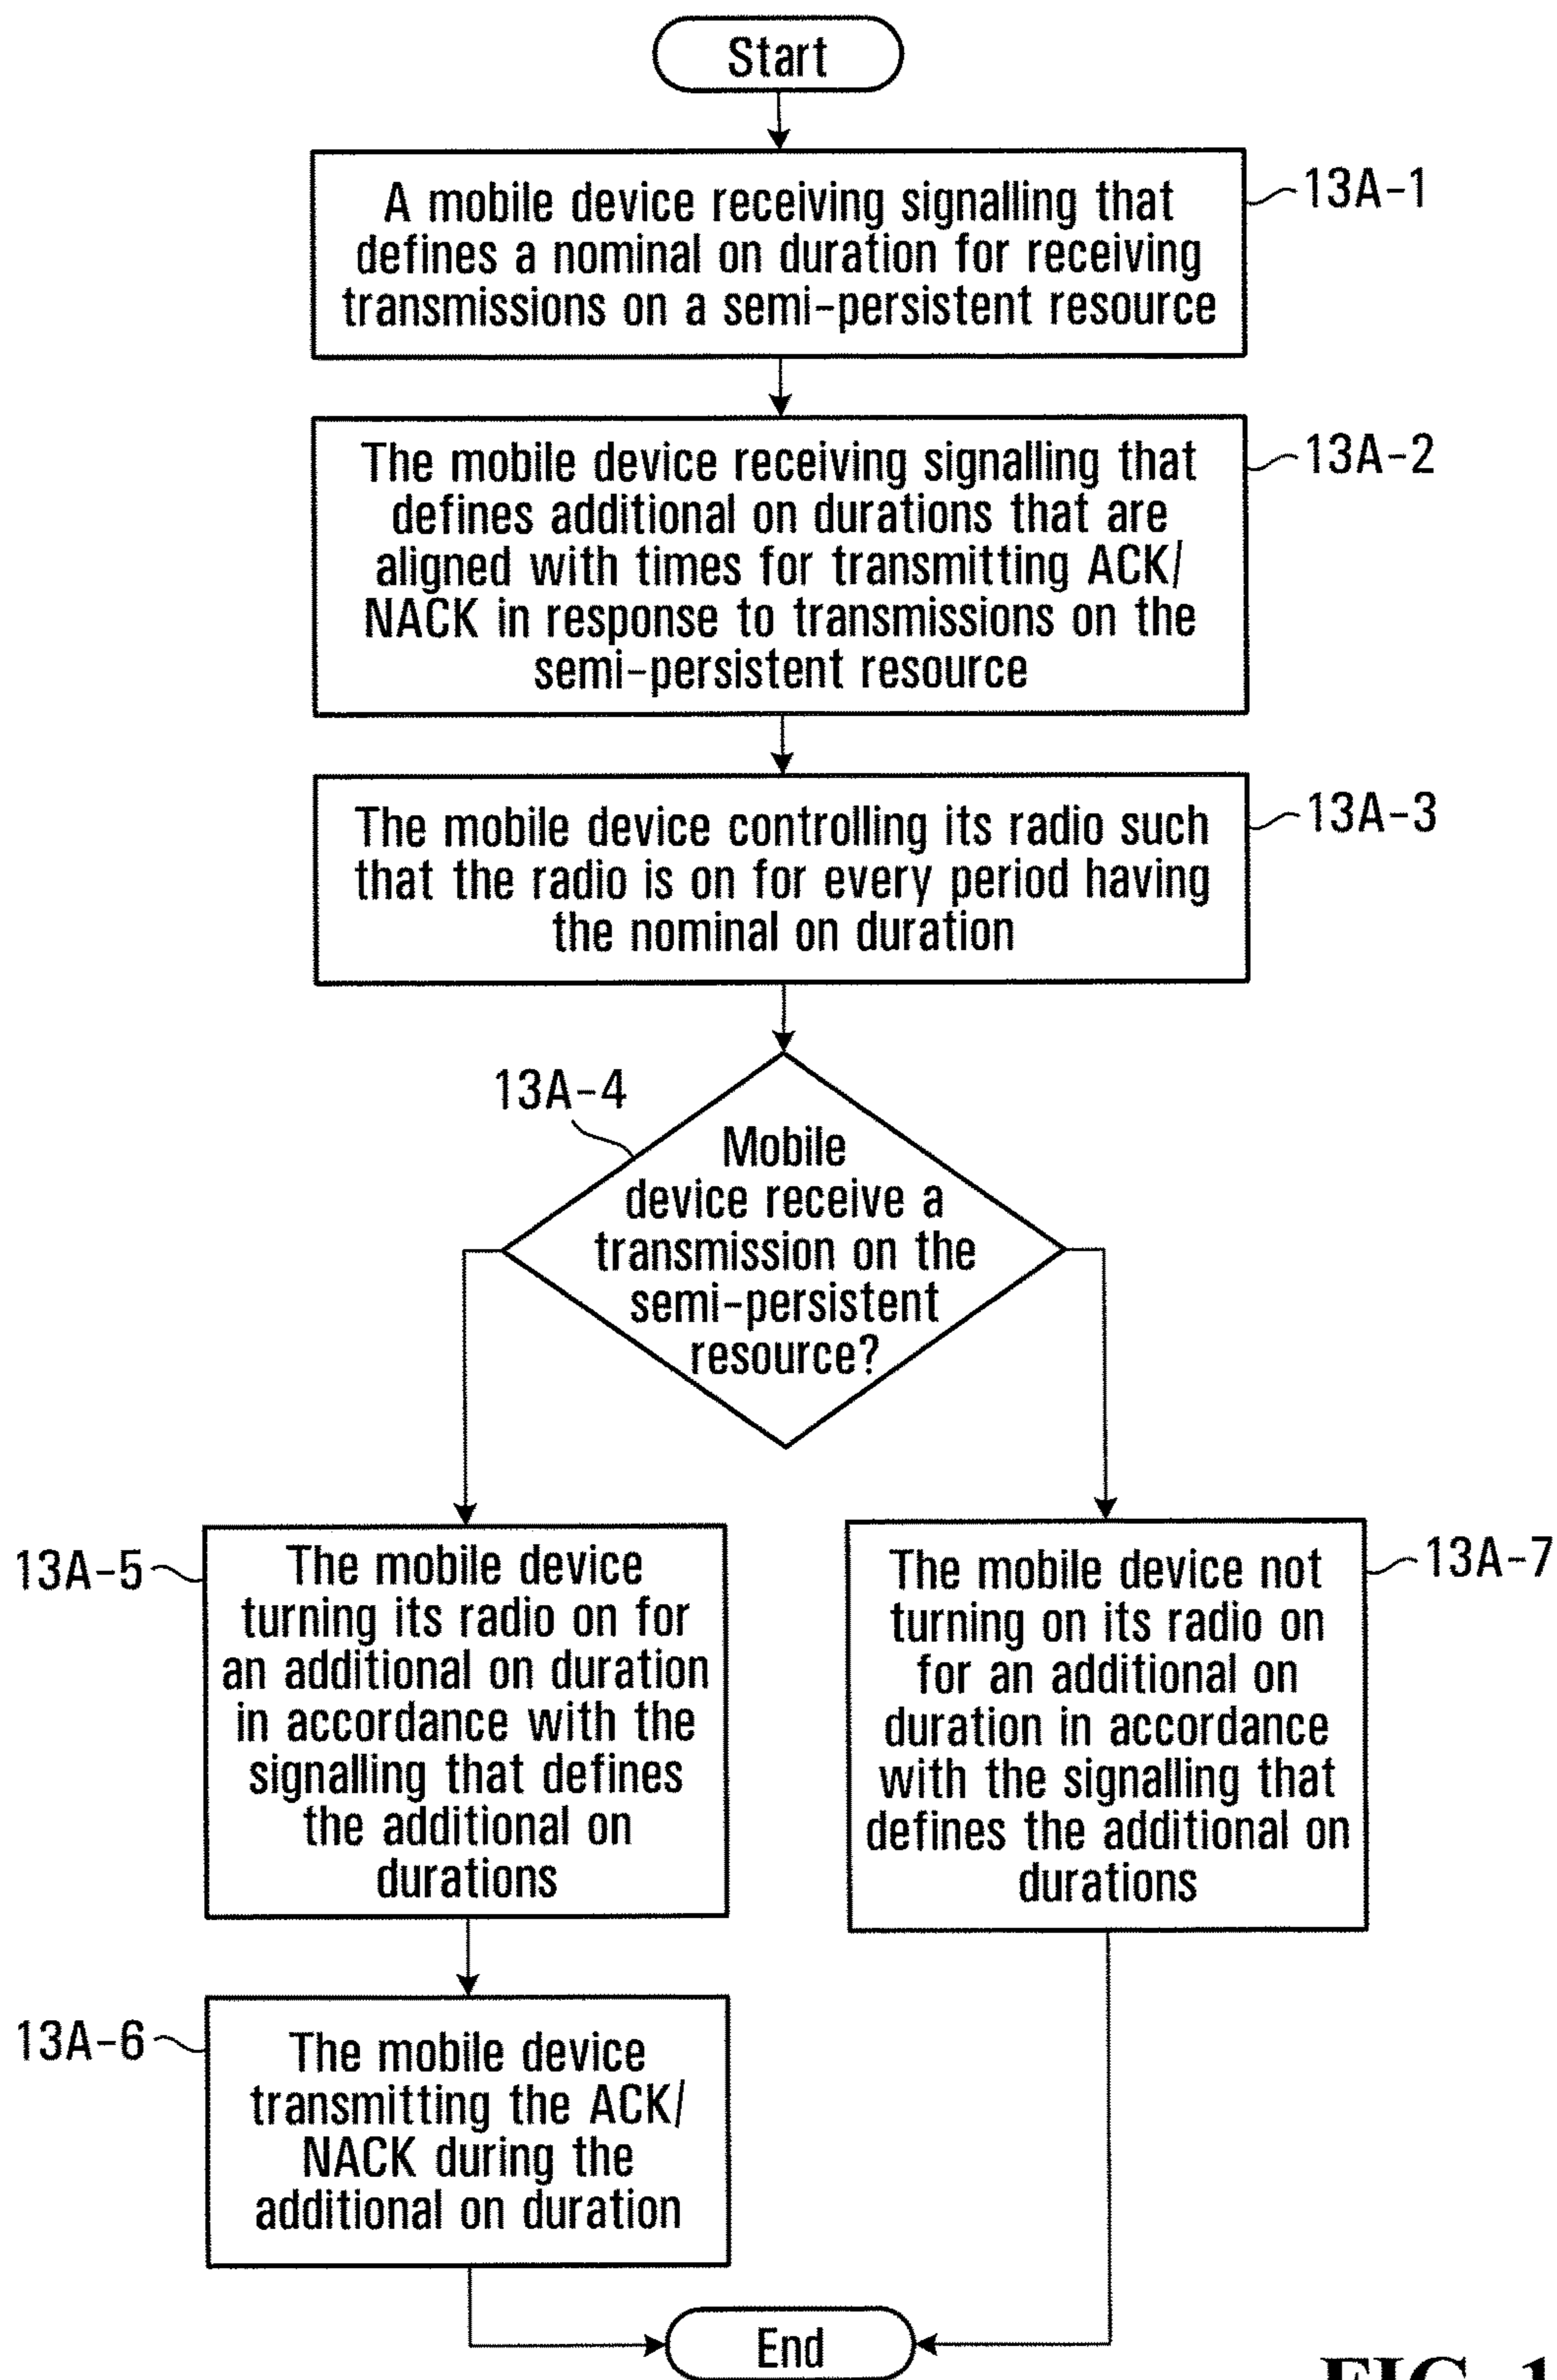 Start
A mobile device receiving signalling that
defines a nominal on duration for receiving
transmissions on a semi-persistent resource
13A-1
The mobile device receiving signalling that
defines additional on durations that are
aligned with times for transmitting ACK/
NACK in response to transmissions on the
semi-persistent resource
13A-2
The mobile device controlling its radio such
that the radio is on for every period having
the nominal on duration
13A-3
13A-4
Mobile
device receive a
transmission on the
semi-persistent
resource?
13A-5
The mobile device
turning its radio on for
an additional on duration
in accordance with the
signalling that defines
the additional on
durations
The mobile device not
turning on its radio on
for an additional on
duration in accordance
with the signalling that
defines the additional on
durations
13A-7
13A-6
The mobile device
transmitting the ACK/
NACK during the
additional on duration
End